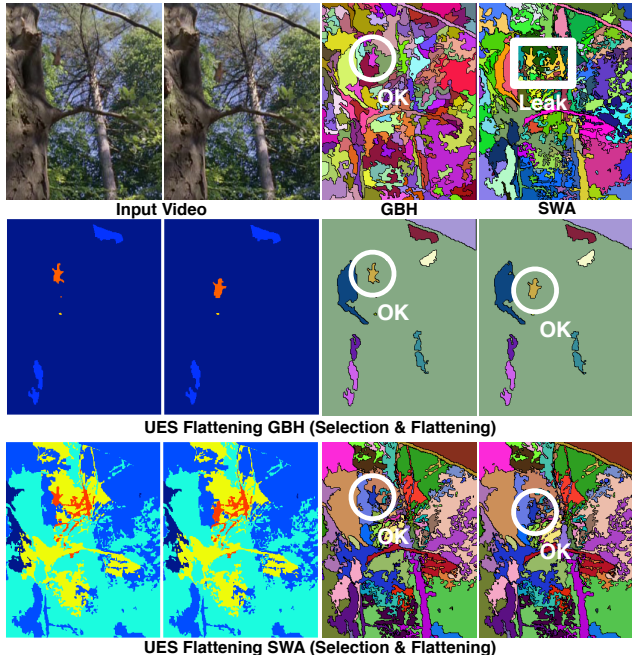 OK
Leak
Input Video GBH SWA
OK
OK
UES Flattening GBH (Selection & Flattening)
OK
OK
UES Flattening SWA (Selection & Flattening)